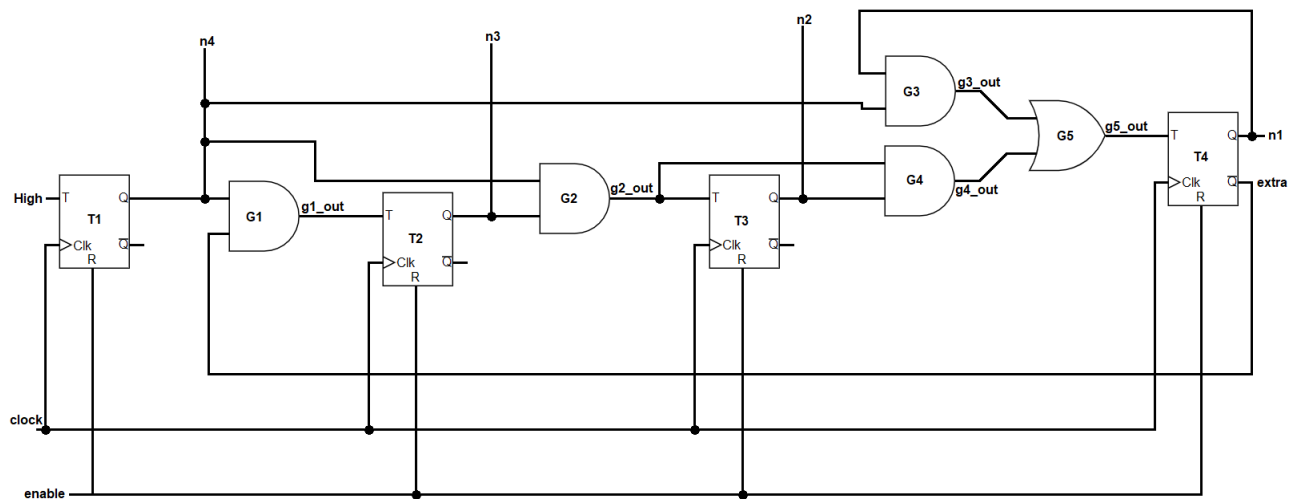 n4
n3
n2
G3
g3_out
G5
g5_out
T
Q
n1
T4
Clk
Q
extra
R
G4
g4_out
High
T
Q
T1
Clk
Q
R
G1
g1_out
T
Q
T2
Clk
Q
R
G2
g2_out
T
Q
T3
Clk
Q
R
clock
enable